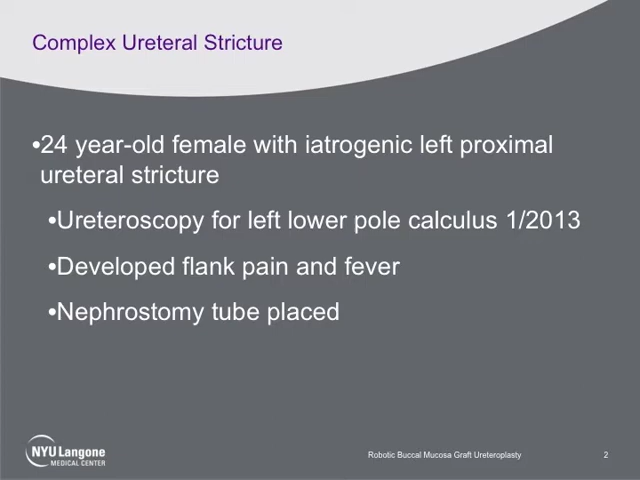 Complex Ureteral Stricture
•24 year-old female with iatrogenic left proximal
ureteral stricture
•Ureteroscopy for left lower pole calculus 1/2013
•Developed flank pain and fever
•Nephrostomy tube placed
NYU Langone
MEDICAL CENTER
Robotic Buccal Mucosa Graft Ureteroplasty
2